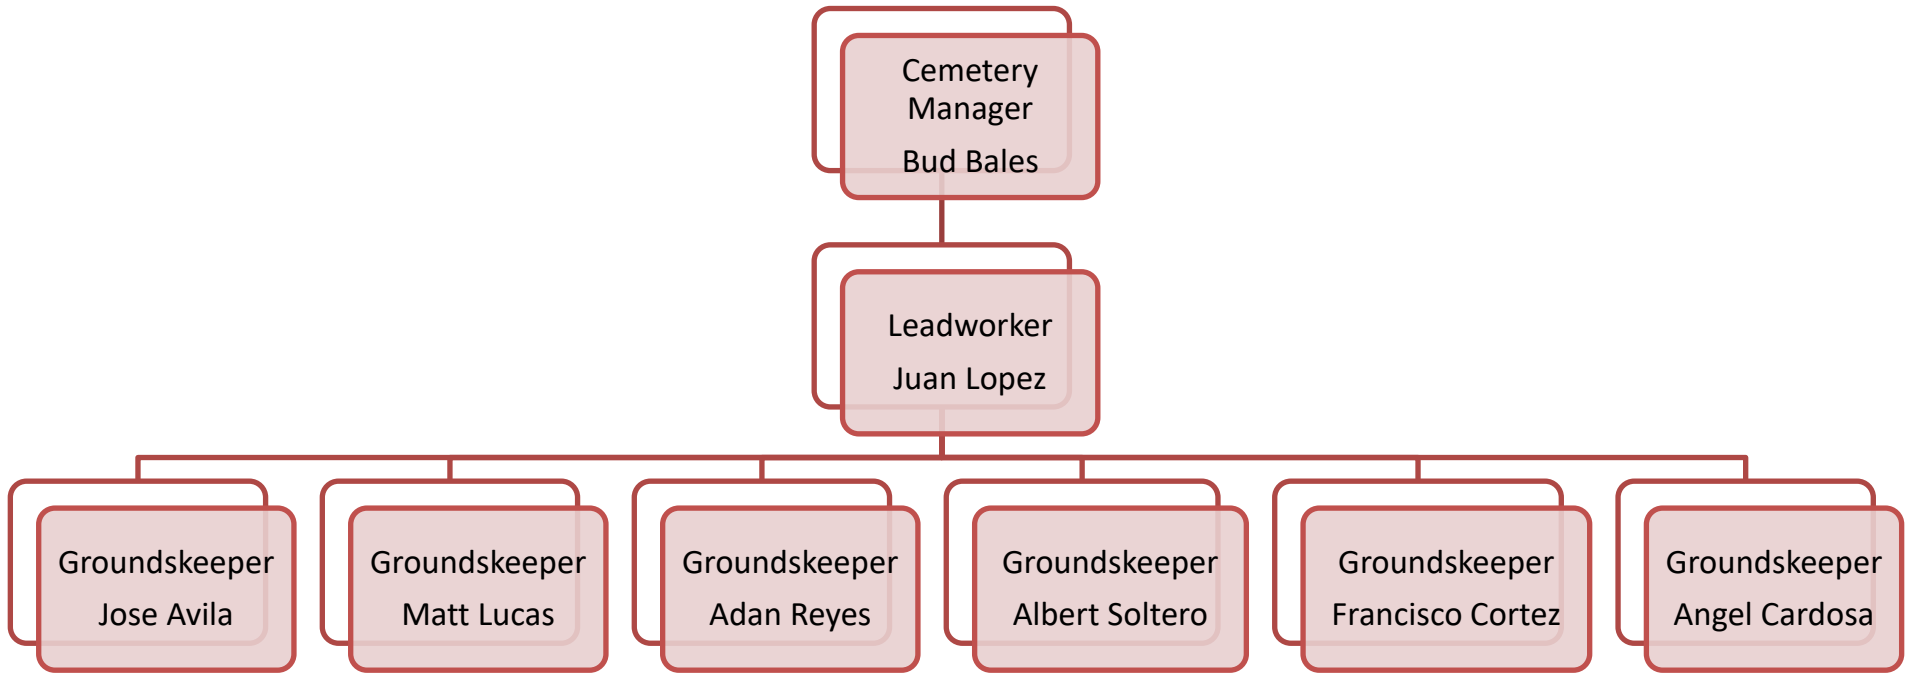 Cemetery
Manager
Bud Bales
Leadworker
Juan Lopez
Groundskeeper
Jose Avila
Groundskeeper
Matt Lucas
Groundskeeper
Adan Reyes
Groundskeeper
Albert Soltero
Groundskeeper
Francisco Cortez
Groundskeeper
Angel Cardosa